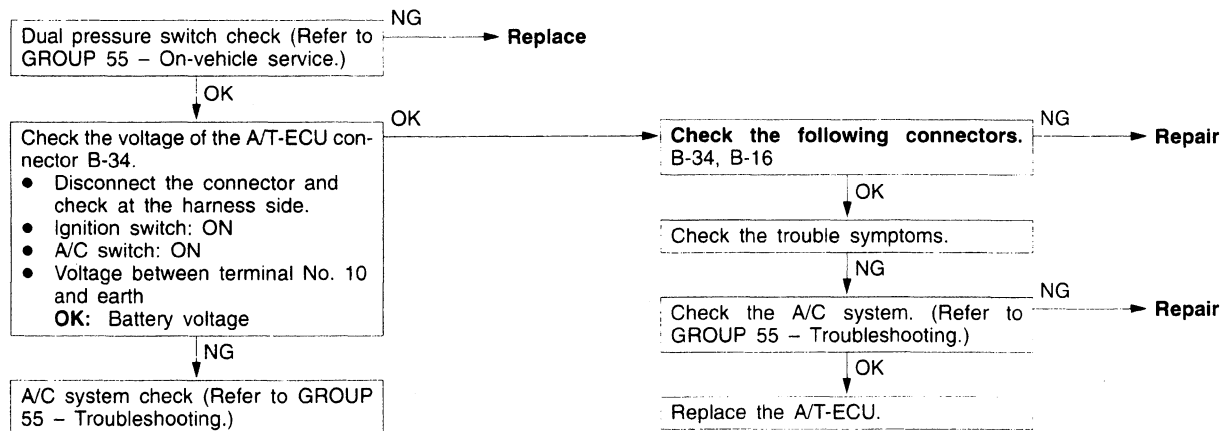 NG
Dual pressure switch check (Refer to
GROUP 55 – On-vehicle service.)
Replace
OK
Check the voltage of the A/T-ECU con-
nector B-34.
● Disconnect the connector and
check at the harness side.
● Ignition switch: ON
● A/C switch: ON
● Voltage between terminal No. 10
and earth
OK: Battery voltage
NG
A/C system check (Refer to GROUP
55 – Troubleshooting.)
OK
Check the following connectors.
B-34, B-16
NG
Repair
OK
Check the trouble symptoms.
NG
Check the A/C system. (Refer to
GROUP 55 – Troubleshooting.)
NG
Repair
OK
Replace the A/T-ECU.